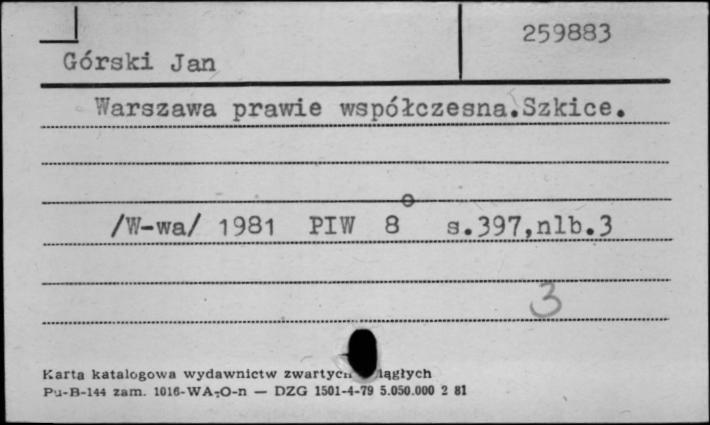 259883
Górski Jan
Warszawa prawie współczesna.Szkice.
/W-wa/ 1981 PIW 8° s.397,nlb.3
3
Karta katalogowa wydawnictw zwartych ciągłych
Pu-B-144 zam. 1016-WA-O-n — DZG 1501-4-79 5.050.000 2 81